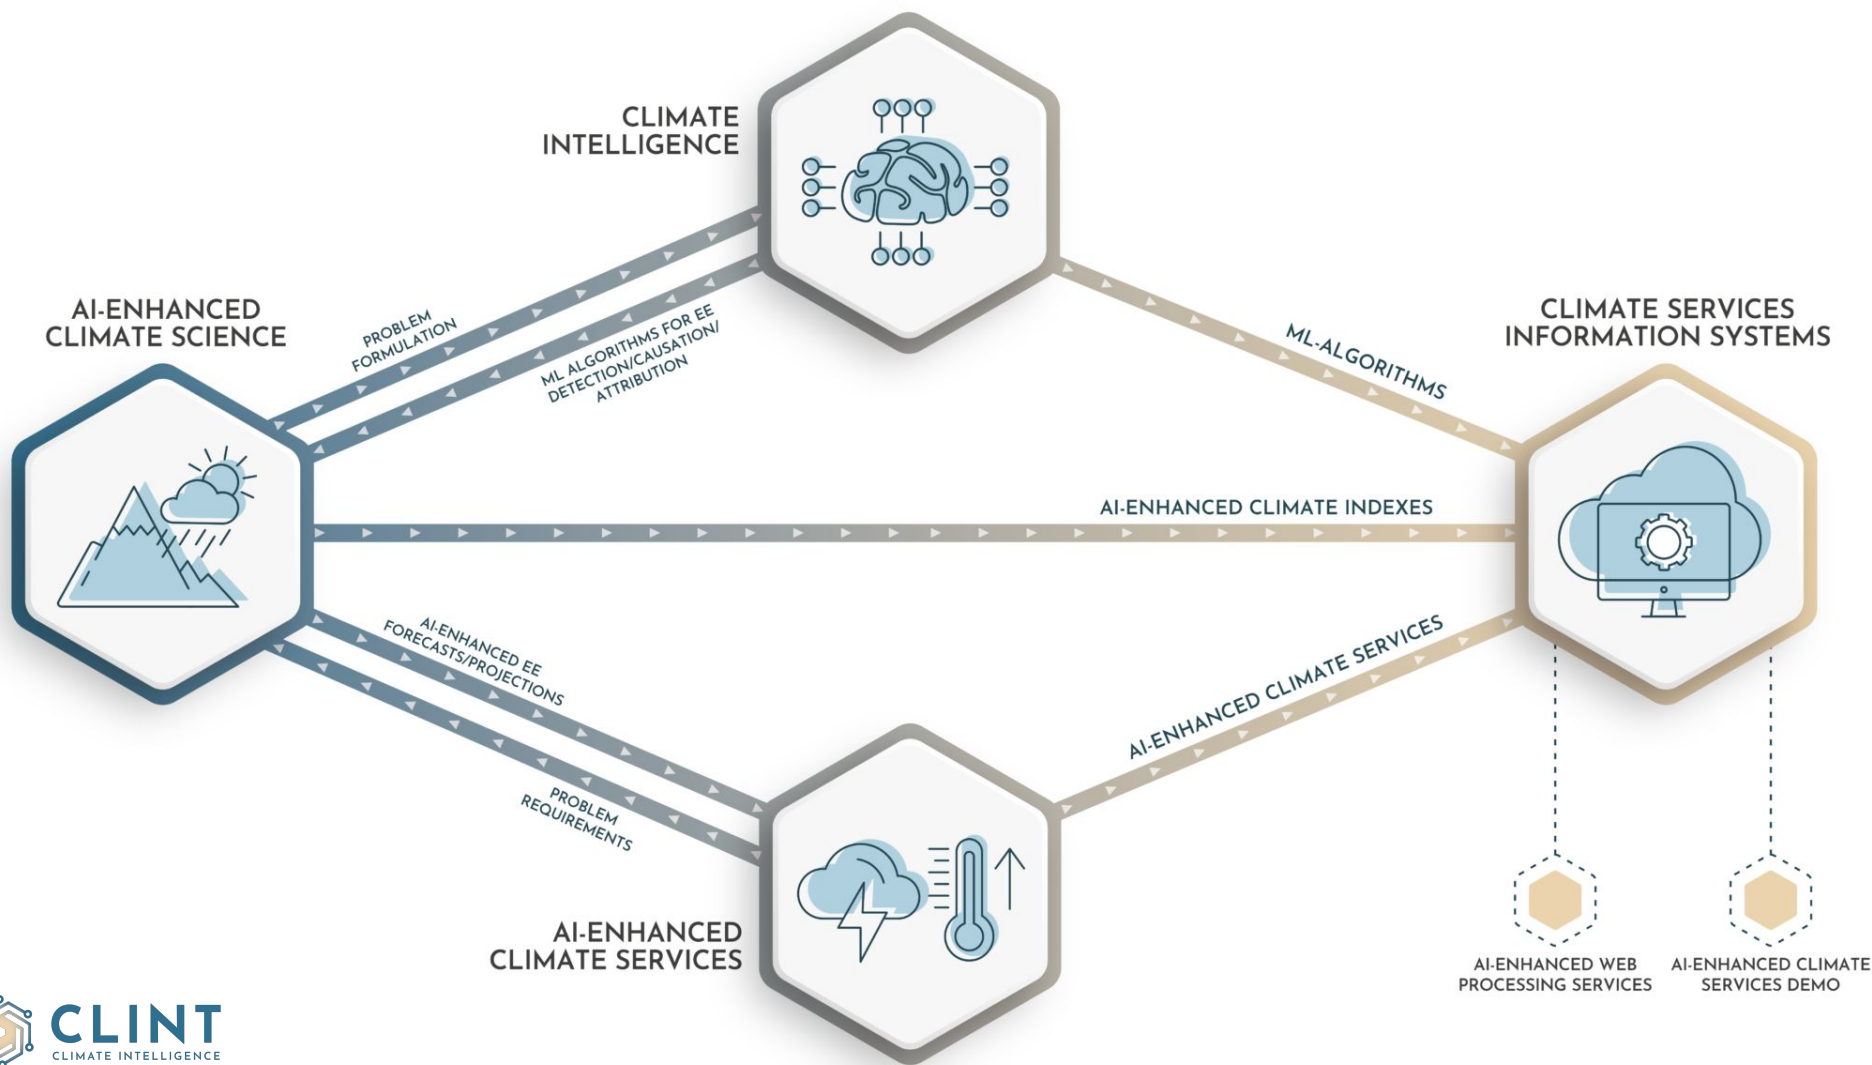 CLIMATE
INTELLIGENCE
AI-ENHANCED
CLIMATE SCIENCE
CLIMATE SERVICES
INFORMATION SYSTEMS
PROBLEM
FORMULATION
ML ALGORITHMS FOR EE
DETECTION/CAUSATION/
ATTRIBUTION
ML-ALGORITHMS
AI-ENHANCED CLIMATE INDEXES
AI-ENHANCED EE
FORECASTS/PROJECTIONS
AI-ENHANCED CLIMATE SERVICES
PROBLEM
REQUIREMENTS
AI-ENHANCED
CLIMATE SERVICES
AI-ENHANCED WEB
PROCESSING SERVICES
AI-ENHANCED CLIMATE
SERVICES DEMO
CLINT
CLIMATE INTELLIGENCE